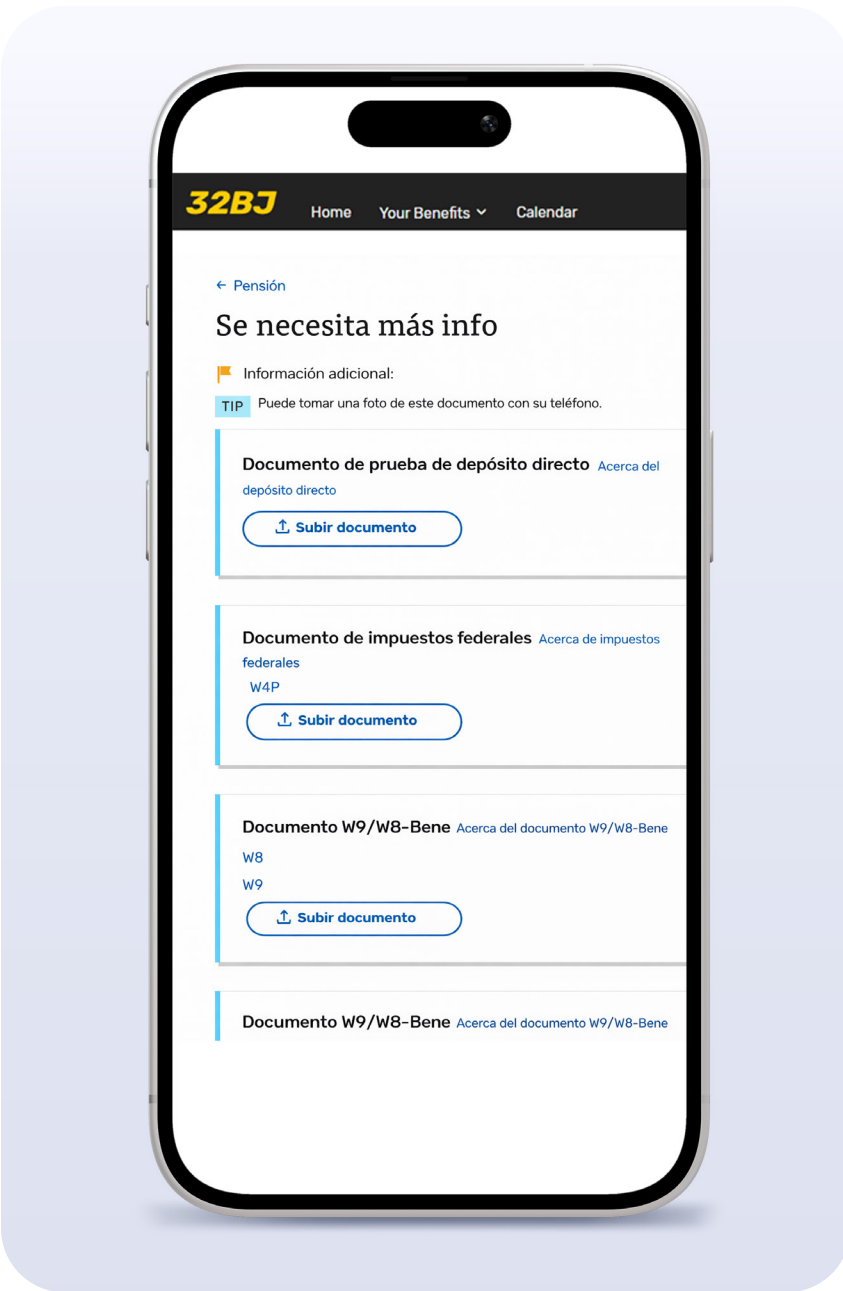 32BJ Home Your Benefits Calendar
← Pensión
Se necesita más info
Información adicional:
TIP Puede tomar una foto de este documento con su teléfono.
Documento de prueba de depósito directo Acerca del
depósito directo
Subir documento
Documento de impuestos federales Acerca de impuestos
federales
W4P
Subir documento
Documento W9/W8-Bene Acerca del documento W9/W8-Bene
W8
W9
Subir documento
Documento W9/W8-Bene Acerca del documento W9/W8-Bene